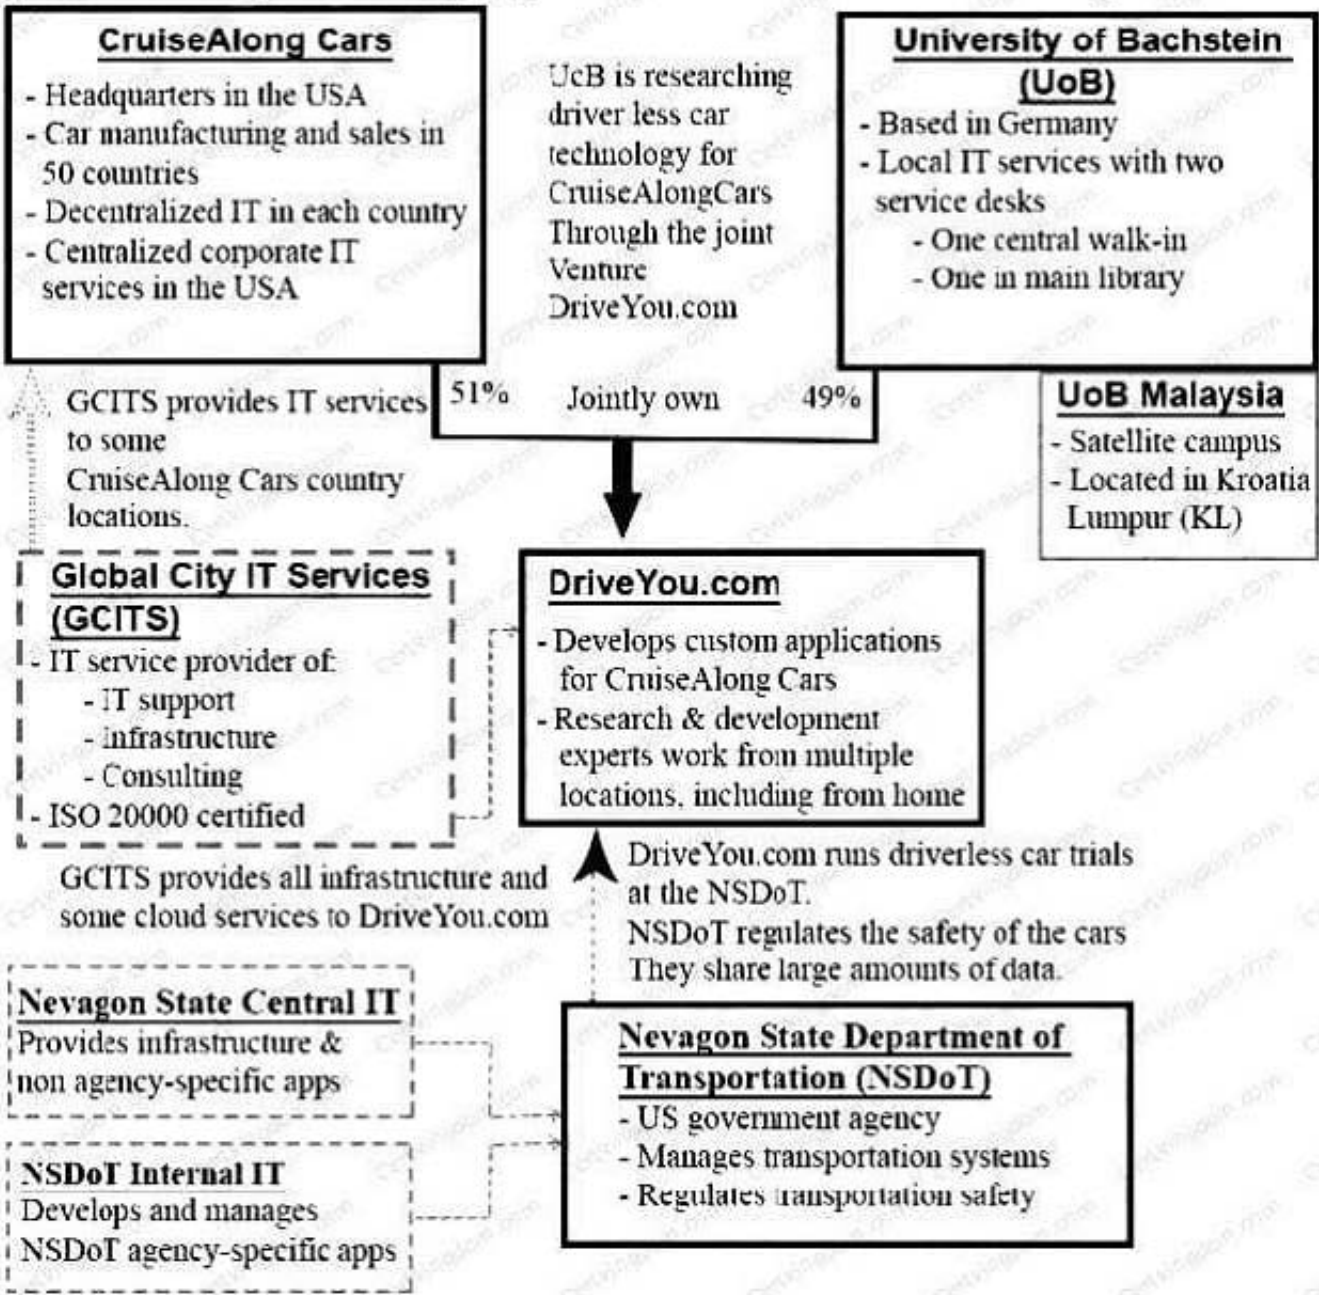 CruiseAlong Cars
- Headquarters in the USA
- Car manufacturing and sales in
50 countries
- Decentralized IT in each country
- Centralized corporate IT
services in the USA
UcB is researching
driver less car
technology for
CruiseAlongCars
Through the joint
Venture
DriveYou.com
University of Bachstein
(UoB)
- Based in Germany
- Local IT services with two
service desks
- One central walk-in
- One in main library
51% Jointly own 49%
UoB Malaysia
- Satellite campus
- Located in Kroatia
Lumpur (KL)
GCITS provides IT services
to some
CruiseAlong Cars country
locations.
Global City IT Services
(GCITS)
- IT service provider of:
- IT support
- Infrastructure
- Consulting
- ISO 20000 certified
DriveYou.com
- Develops custom applications
for CruiseAlong Cars
- Research & development
experts work from multiple
locations, including from home
GCITS provides all infrastructure and
some cloud services to DriveYou.com
DriveYou.com runs driverless car trials
at the NSDoT.
NSDoT regulates the safety of the cars
They share large amounts of data.
Nevagon State Central IT
Provides infrastructure &
non agency-specific apps
NSDoT Internal IT
Develops and manages
NSDoT agency-specific apps
Nevagon State Department of
Transportation (NSDoT)
- US government agency
- Manages transportation systems
- Regulates transportation safety